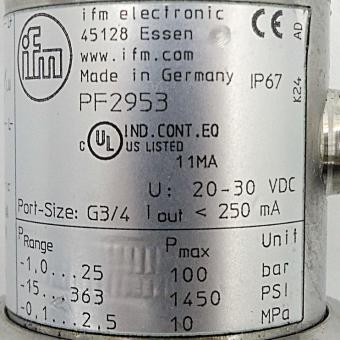 ifm
ifm electronic
45128 Essen
www.ifm.com
Made in Germany
CE
IP67
AD
K24
PF2953
c UL US LISTED
IND.CONT.EQ
11MA
U: 20-30 VDC
Port-Size: G3/4 I out < 250 mA
PRange Pmax Unit
-1,0...25 100 bar
-15...363 1450 PSI
-0,1...2,5 10 MPa